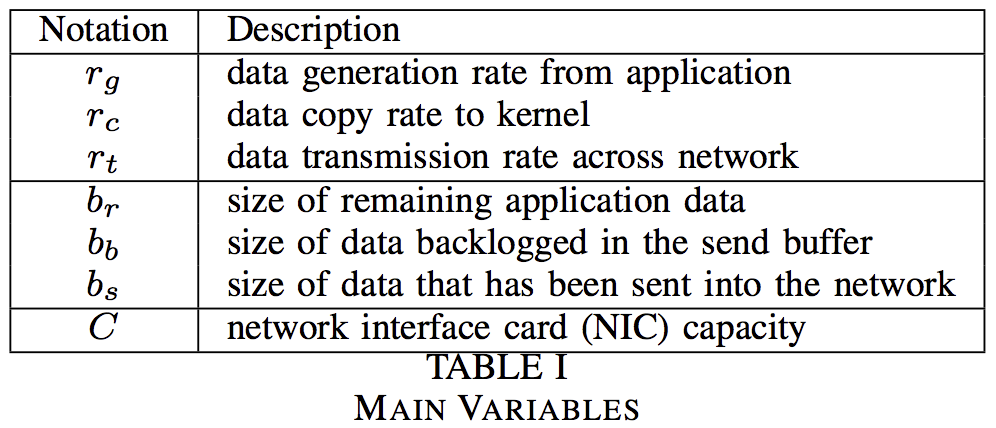 Notation Description
r_g data generation rate from application
r_c data copy rate to kernel
r_t data transmission rate across network
b_r size of remaining application data
b_b size of data backlogged in the send buffer
b_s size of data that has been sent into the network
C network interface card (NIC) capacity
TABLE I
MAIN VARIABLES